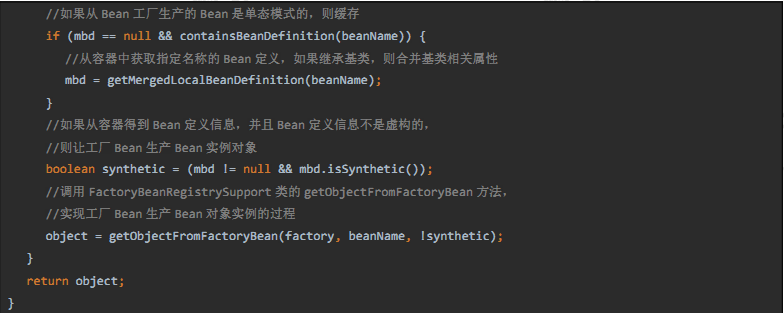 //如果从 Bean 工厂生产的 Bean 是单态模式的，则缓存
if (mbd == null && containsBeanDefinition(beanName)) {
//从容器中获取指定名称的 Bean 定义，如果继承基类，则合并基类相关属性
mbd = getMergedLocalBeanDefinition(beanName);
}
//如果从容器得到 Bean 定义信息，并且 Bean 定义信息不是虚构的，
//则让工厂 Bean 生产 Bean 实例对象
boolean synthetic = (mbd != null && mbd.isSynthetic());
//调用 FactoryBeanRegistrySupport 类的 getObjectFromFactoryBean 方法，
//实现工厂 Bean 生产 Bean 对象实例的过程
object = getObjectFromFactoryBean(factory, beanName, !synthetic);
}
return object;
}